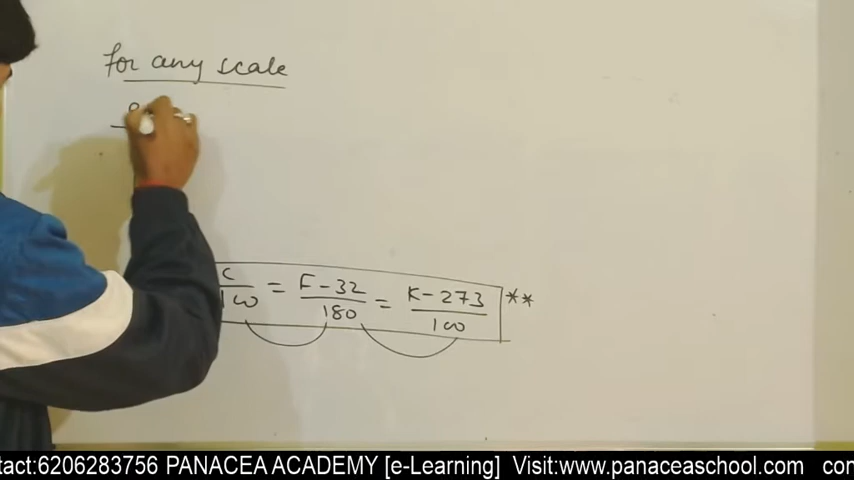 for any scale
C/100 = F-32/180 = K-273/100 **
tact:6206283756 PANACEA ACADEMY [e-Learning] Visit:www.panaceaschool.com con